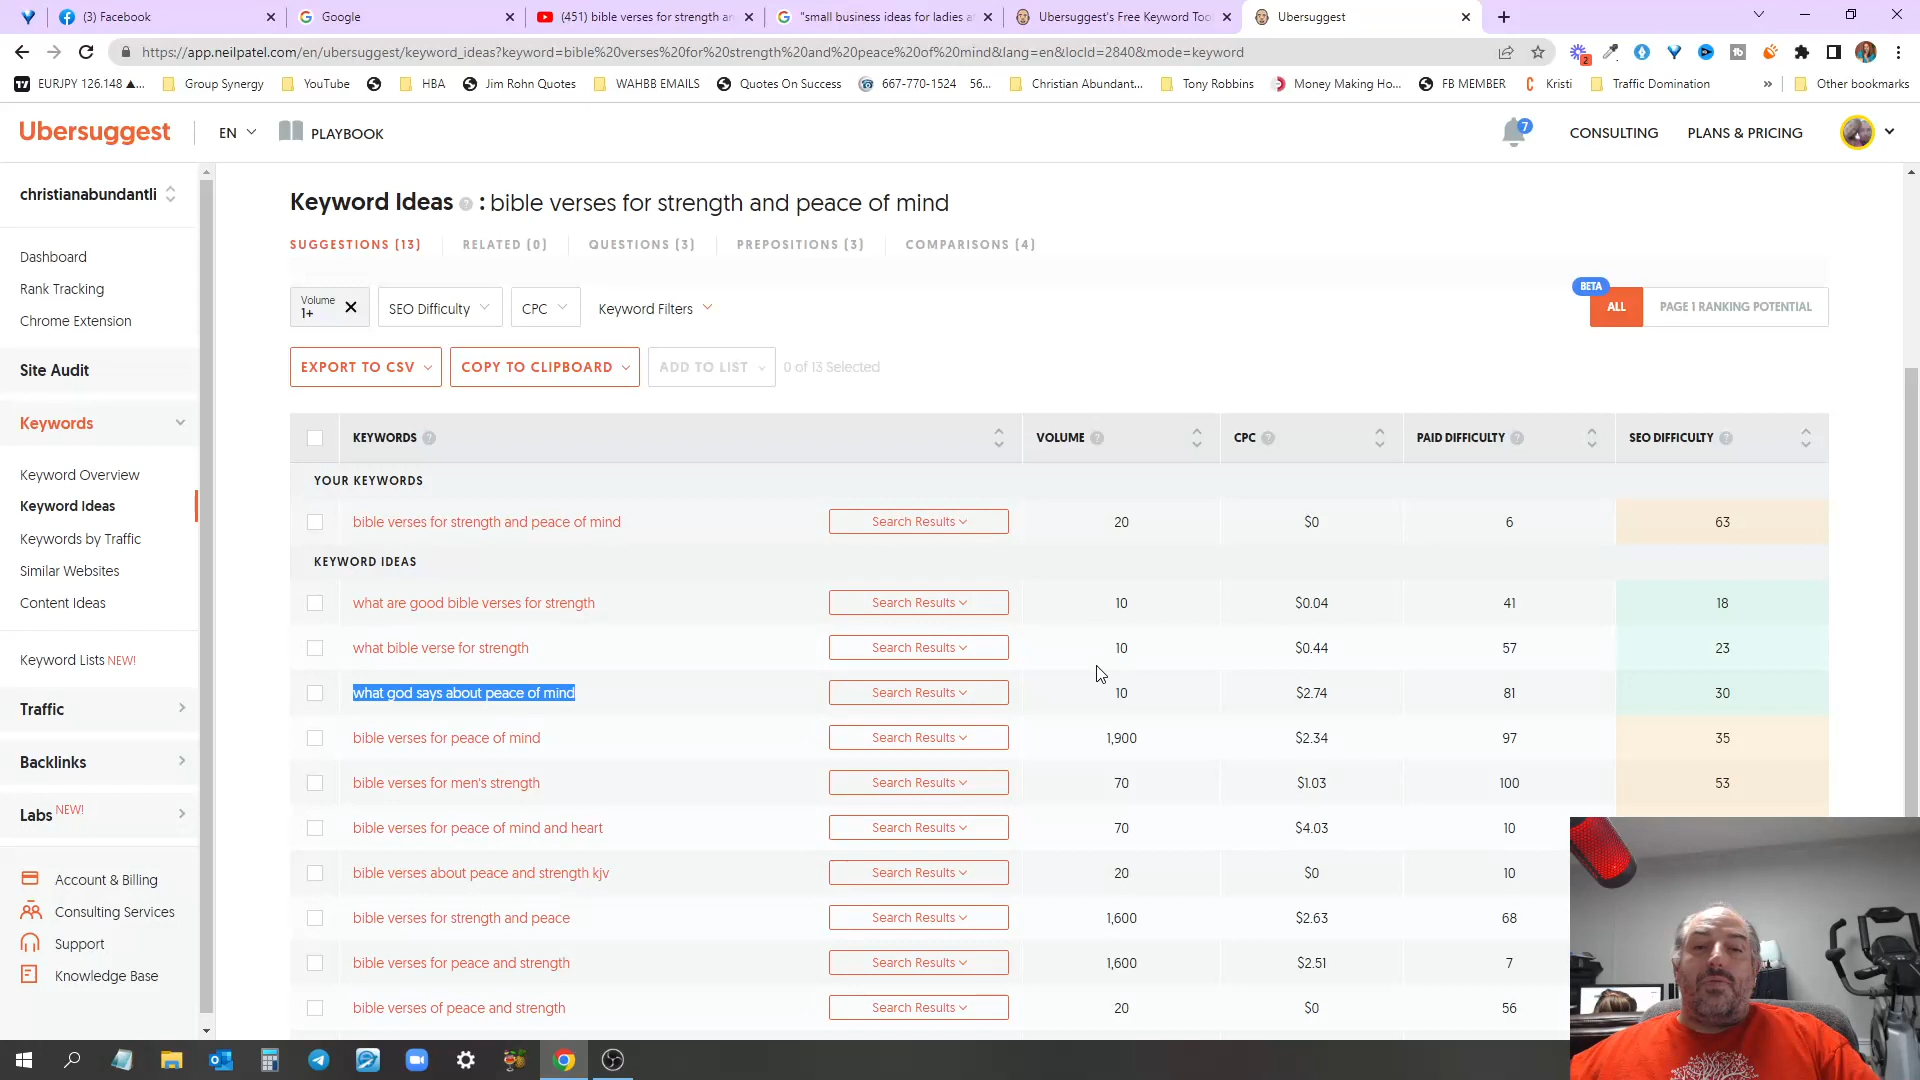 (3) Facebook
Google
(451) bible verses for strength an
"small business ideas for ladies a
Ubersuggest's Free Keyword Tool
Ubersuggest
https://app.neilpatel.com/en/ubersuggest/keyword_ideas?keyword=bible%20verses%20for%20strength%20and%20peace%20of%20mind&lang=en&locId=2840&mode=keyword
2
EURJPY 126.148 ▲...
Group Synergy
YouTube
HBA
Jim Rohn Quotes
WAHBB EMAILS
Quotes On Success
667-770-1524 56...
Christian Abundant...
Tony Robbins
Money Making Ho...
FB MEMBER
Kristi
Traffic Domination
»
Other bookmarks
Ubersuggest
EN
PLAYBOOK
7
CONSULTING
PLANS & PRICING
christianabundantli
Dashboard
Rank Tracking
Chrome Extension
Site Audit
Keywords
Keyword Overview
Keyword Ideas
Keywords by Traffic
Similar Websites
Content Ideas
Keyword Lists NEW!
Traffic
Backlinks
Labs NEW!
Account & Billing
Consulting Services
Support
Knowledge Base
Keyword Ideas ? : bible verses for strength and peace of mind
SUGGESTIONS (13)
RELATED (0)
QUESTIONS (3)
PREPOSITIONS (3)
COMPARISONS (4)
Volume
1+
SEO Difficulty
CPC
Keyword Filters
BETA
ALL
PAGE 1 RANKING POTENTIAL
EXPORT TO CSV
COPY TO CLIPBOARD
ADD TO LIST
0 of 13 Selected
KEYWORDS ? VOLUME ? CPC ? PAID DIFFICULTY ? SEO DIFFICULTY ?
YOUR KEYWORDS
bible verses for strength and peace of mind Search Results 20 $0 6 63
KEYWORD IDEAS
what are good bible verses for strength Search Results 10 $0.04 41 18
what bible verse for strength Search Results 10 $0.44 57 23
what god says about peace of mind Search Results 10 $2.74 81 30
bible verses for peace of mind Search Results 1,900 $2.34 97 35
bible verses for men's strength Search Results 70 $1.03 100 53
bible verses for peace of mind and heart Search Results 70 $4.03 10
bible verses about peace and strength kjv Search Results 20 $0 10
bible verses for strength and peace Search Results 1,600 $2.63 68
bible verses for peace and strength Search Results 1,600 $2.51 7
bible verses of peace and strength Search Results 20 $0 56